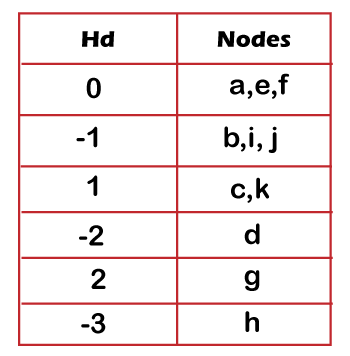 Hd Nodes
0 a,e,f
-1 b,i, j
1 c,k
-2 d
2 g
-3 h